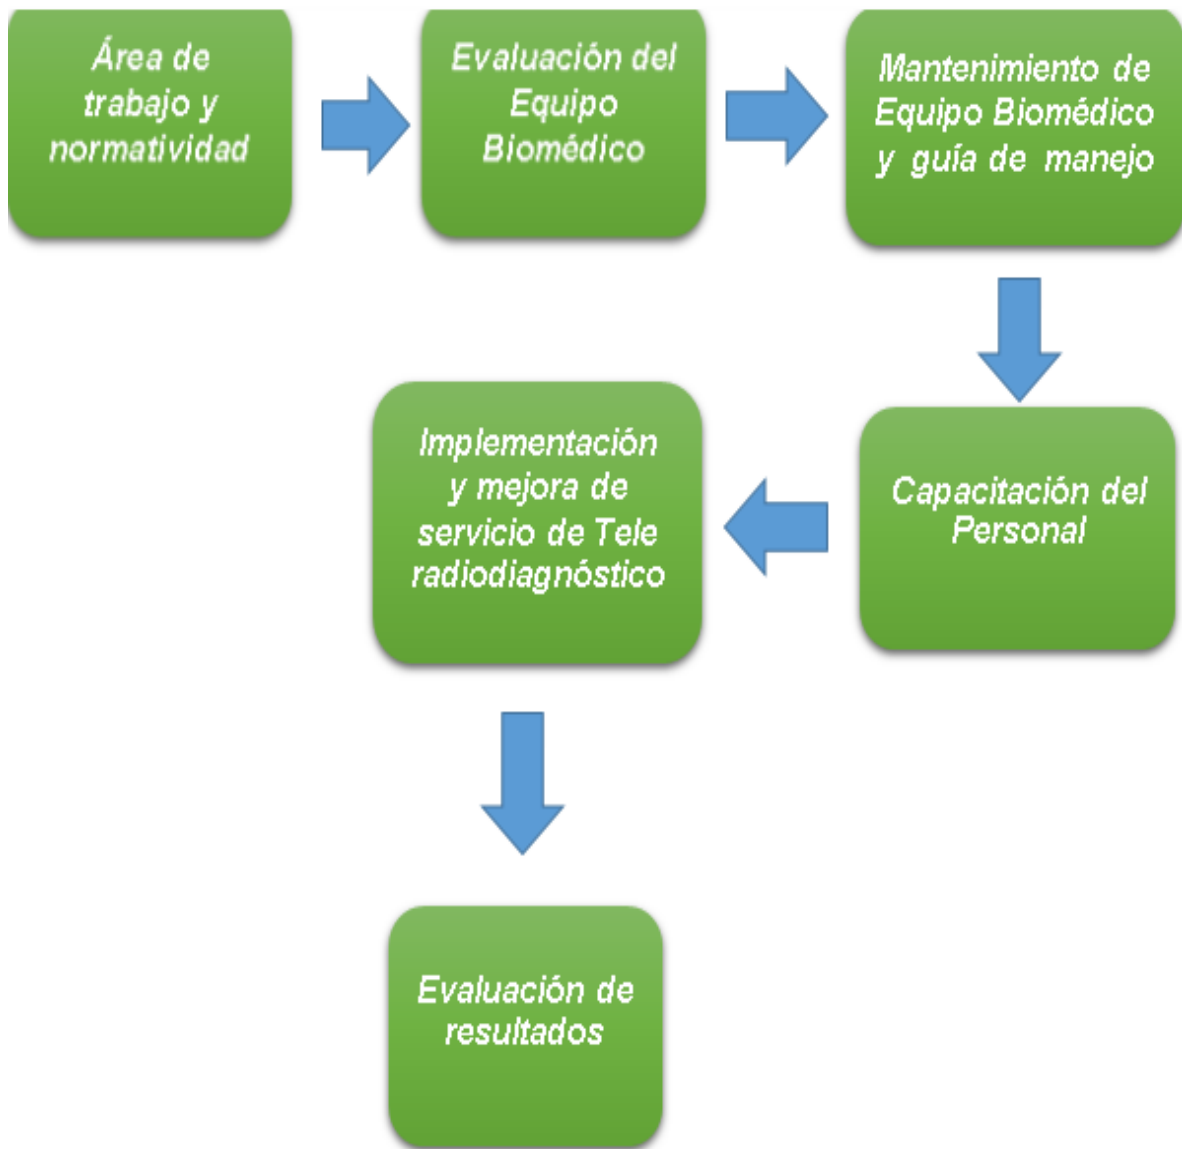 Área de
trabajo y
normatividad
Evaluación del
Equipo
Biomédico
Mantenimiento de
Equipo Biomédico
y guía de manejo
Capacitación del
Personal
Implementación
y mejora de
servicio de Tele
radiodiagnóstico
Evaluación de
resultados